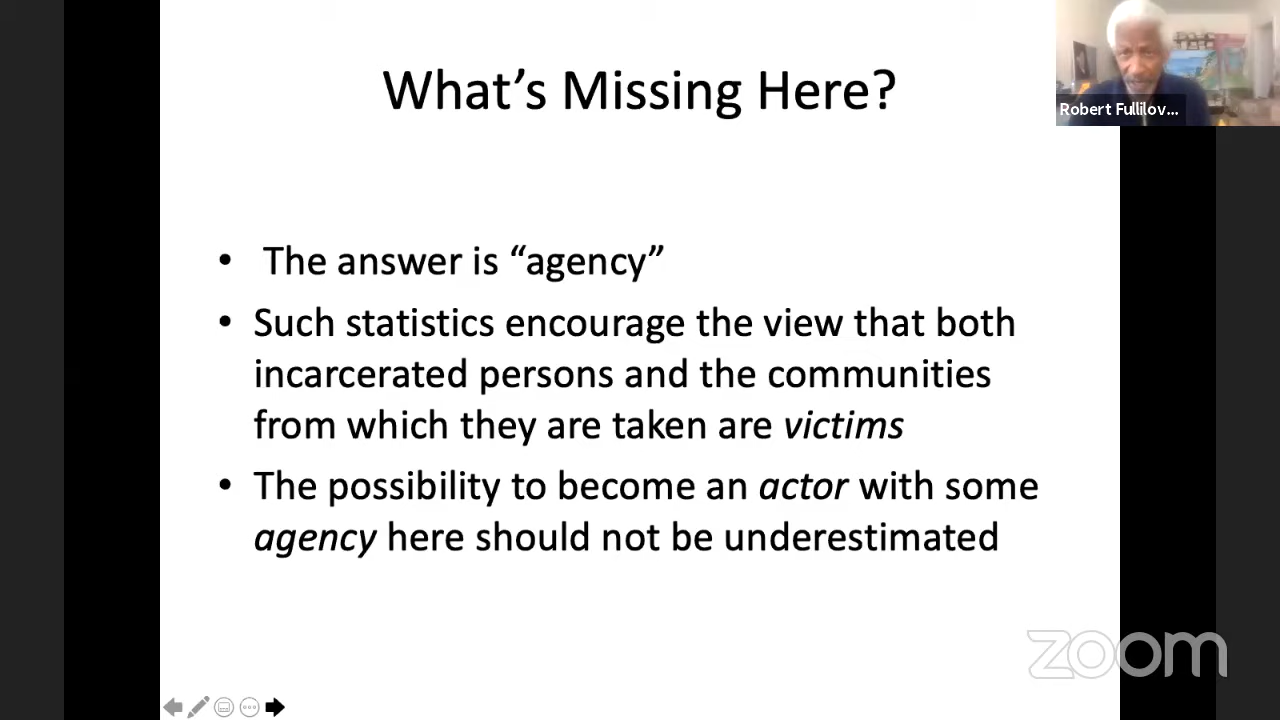 What’s Missing Here?
Robert Fullilov...
• The answer is “agency”
• Such statistics encourage the view that both
incarcerated persons and the communities
from which they are taken are victims
• The possibility to become an actor with some
agency here should not be underestimated
zoom